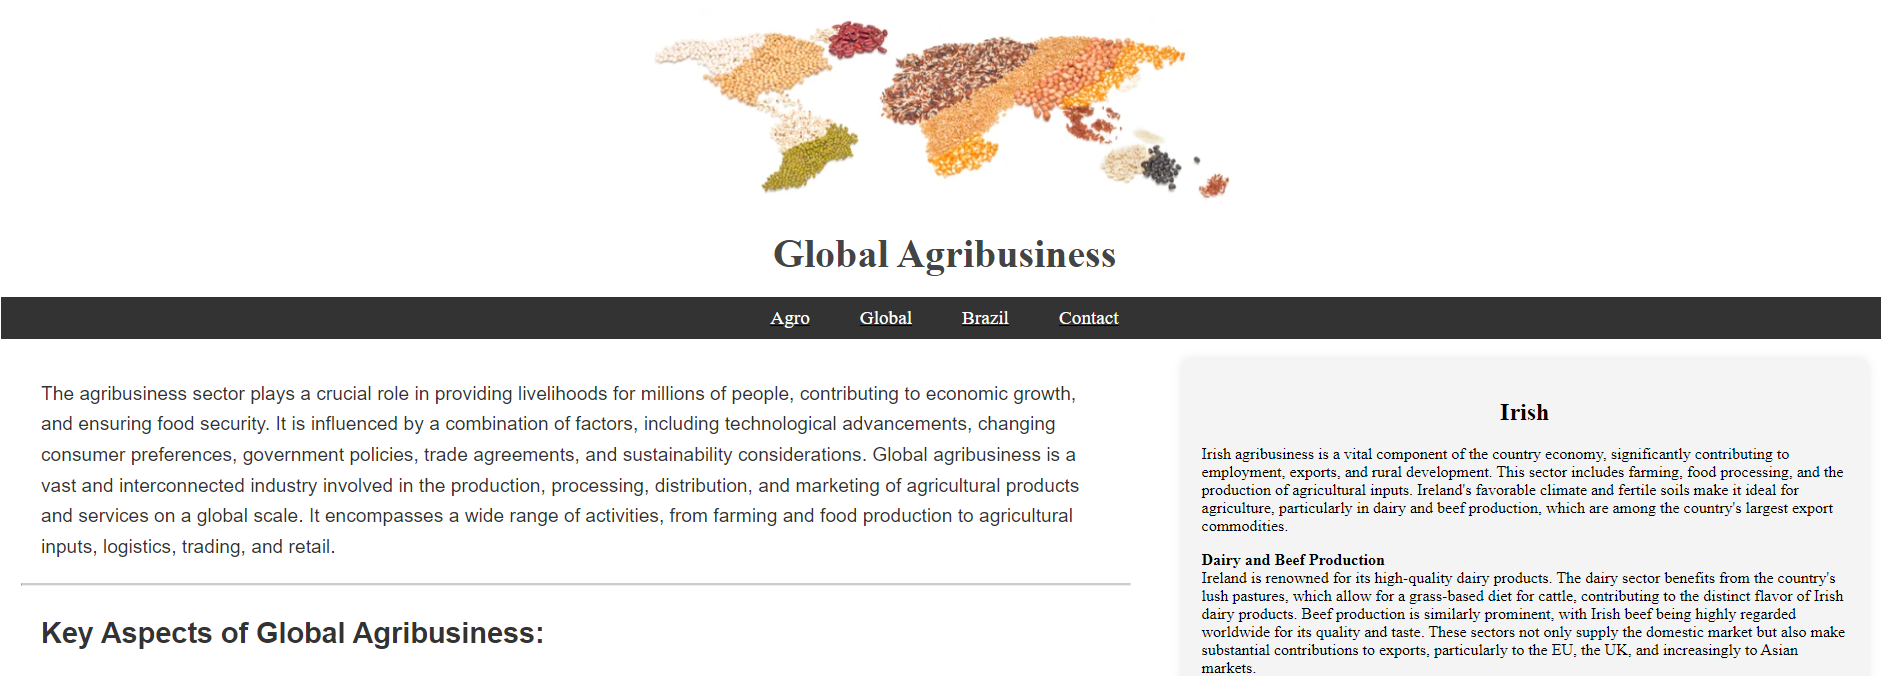 Global Agribusiness
Agro Global Brazil Contact
The agribusiness sector plays a crucial role in providing livelihoods for millions of people, contributing to economic growth,
and ensuring food security. It is influenced by a combination of factors, including technological advancements, changing
consumer preferences, government policies, trade agreements, and sustainability considerations. Global agribusiness is a
vast and interconnected industry involved in the production, processing, distribution, and marketing of agricultural products
and services on a global scale. It encompasses a wide range of activities, from farming and food production to agricultural
inputs, logistics, trading, and retail.
Key Aspects of Global Agribusiness:
Irish
Irish agribusiness is a vital component of the country economy, significantly contributing to
employment, exports, and rural development. This sector includes farming, food processing, and the
production of agricultural inputs. Ireland's favorable climate and fertile soils make it ideal for
agriculture, particularly in dairy and beef production, which are among the country's largest export
commodities.
Dairy and Beef Production
Ireland is renowned for its high-quality dairy products. The dairy sector benefits from the country's
lush pastures, which allow for a grass-based diet for cattle, contributing to the distinct flavor of Irish
dairy products. Beef production is similarly prominent, with Irish beef being highly regarded
worldwide for its quality and taste. These sectors not only supply the domestic market but also make
substantial contributions to exports, particularly to the EU, the UK, and increasingly to Asian
markets.